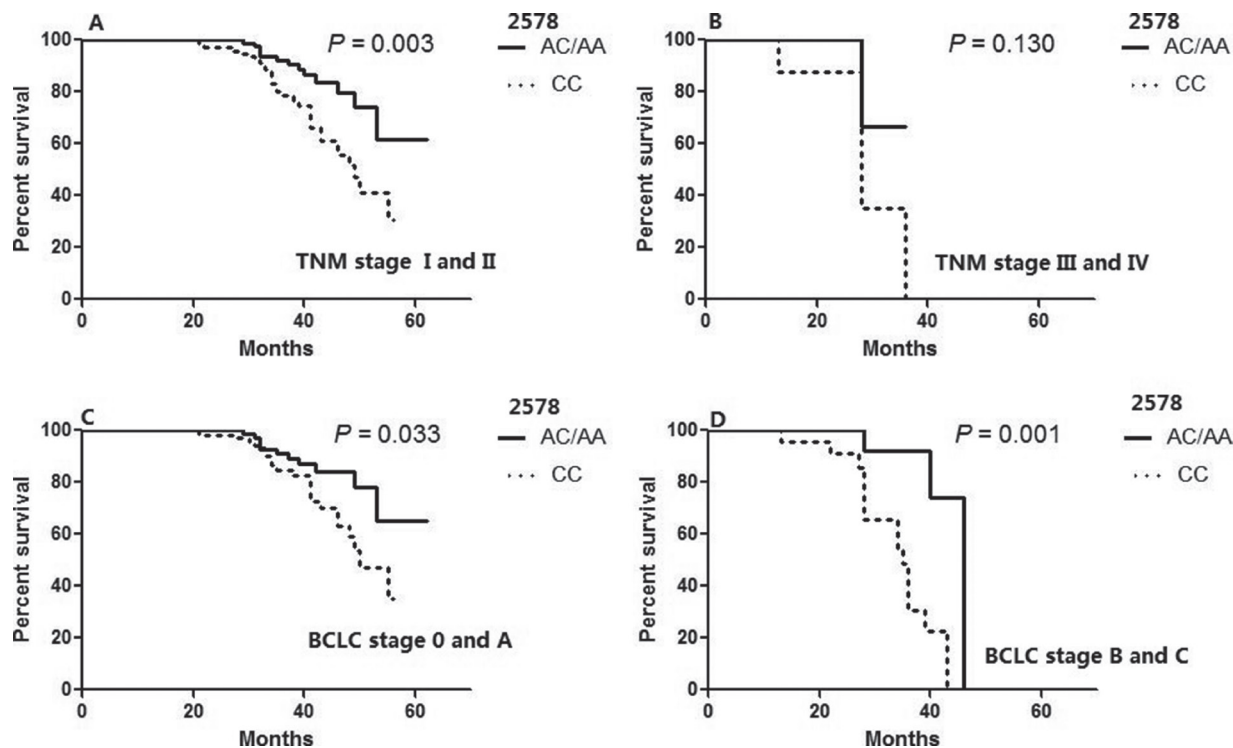 A
P = 0.003
2578
AC/AA
CC
Percent survival
100
80
60
40
20
0
TNM stage I and II
0 20 40 60
Months
B
P = 0.130
2578
AC/AA
CC
Percent survival
100
80
60
40
20
0
TNM stage III and IV
0 20 40 60
Months
C
P = 0.033
2578
AC/AA
CC
Percent survival
100
80
60
40
20
0
BCLC stage 0 and A
0 20 40 60
Months
D
P = 0.001
2578
AC/AA
CC
Percent survival
100
80
60
40
20
0
BCLC stage B and C
0 20 40 60
Months